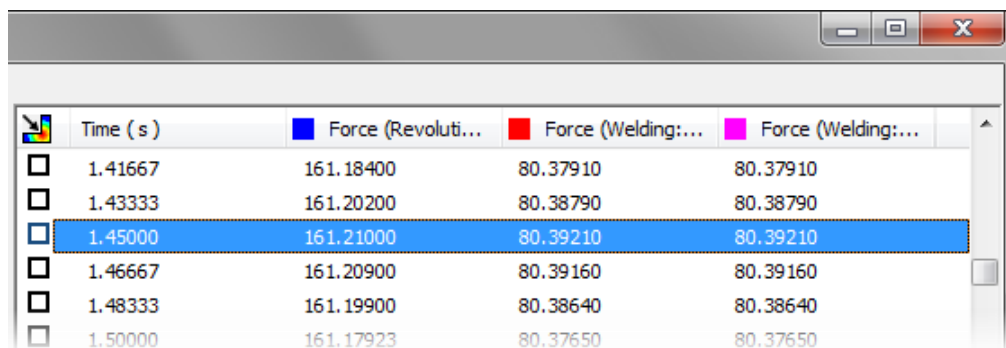 Time ( s ) Force (Revoluti... Force (Welding:... Force (Welding:...
1.41667 161.18400 80.37910 80.37910
1.43333 161.20200 80.38790 80.38790
1.45000 161.21000 80.39210 80.39210
1.46667 161.20900 80.39160 80.39160
1.48333 161.19900 80.38640 80.38640
1.50000 161.17923 80.37650 80.37650